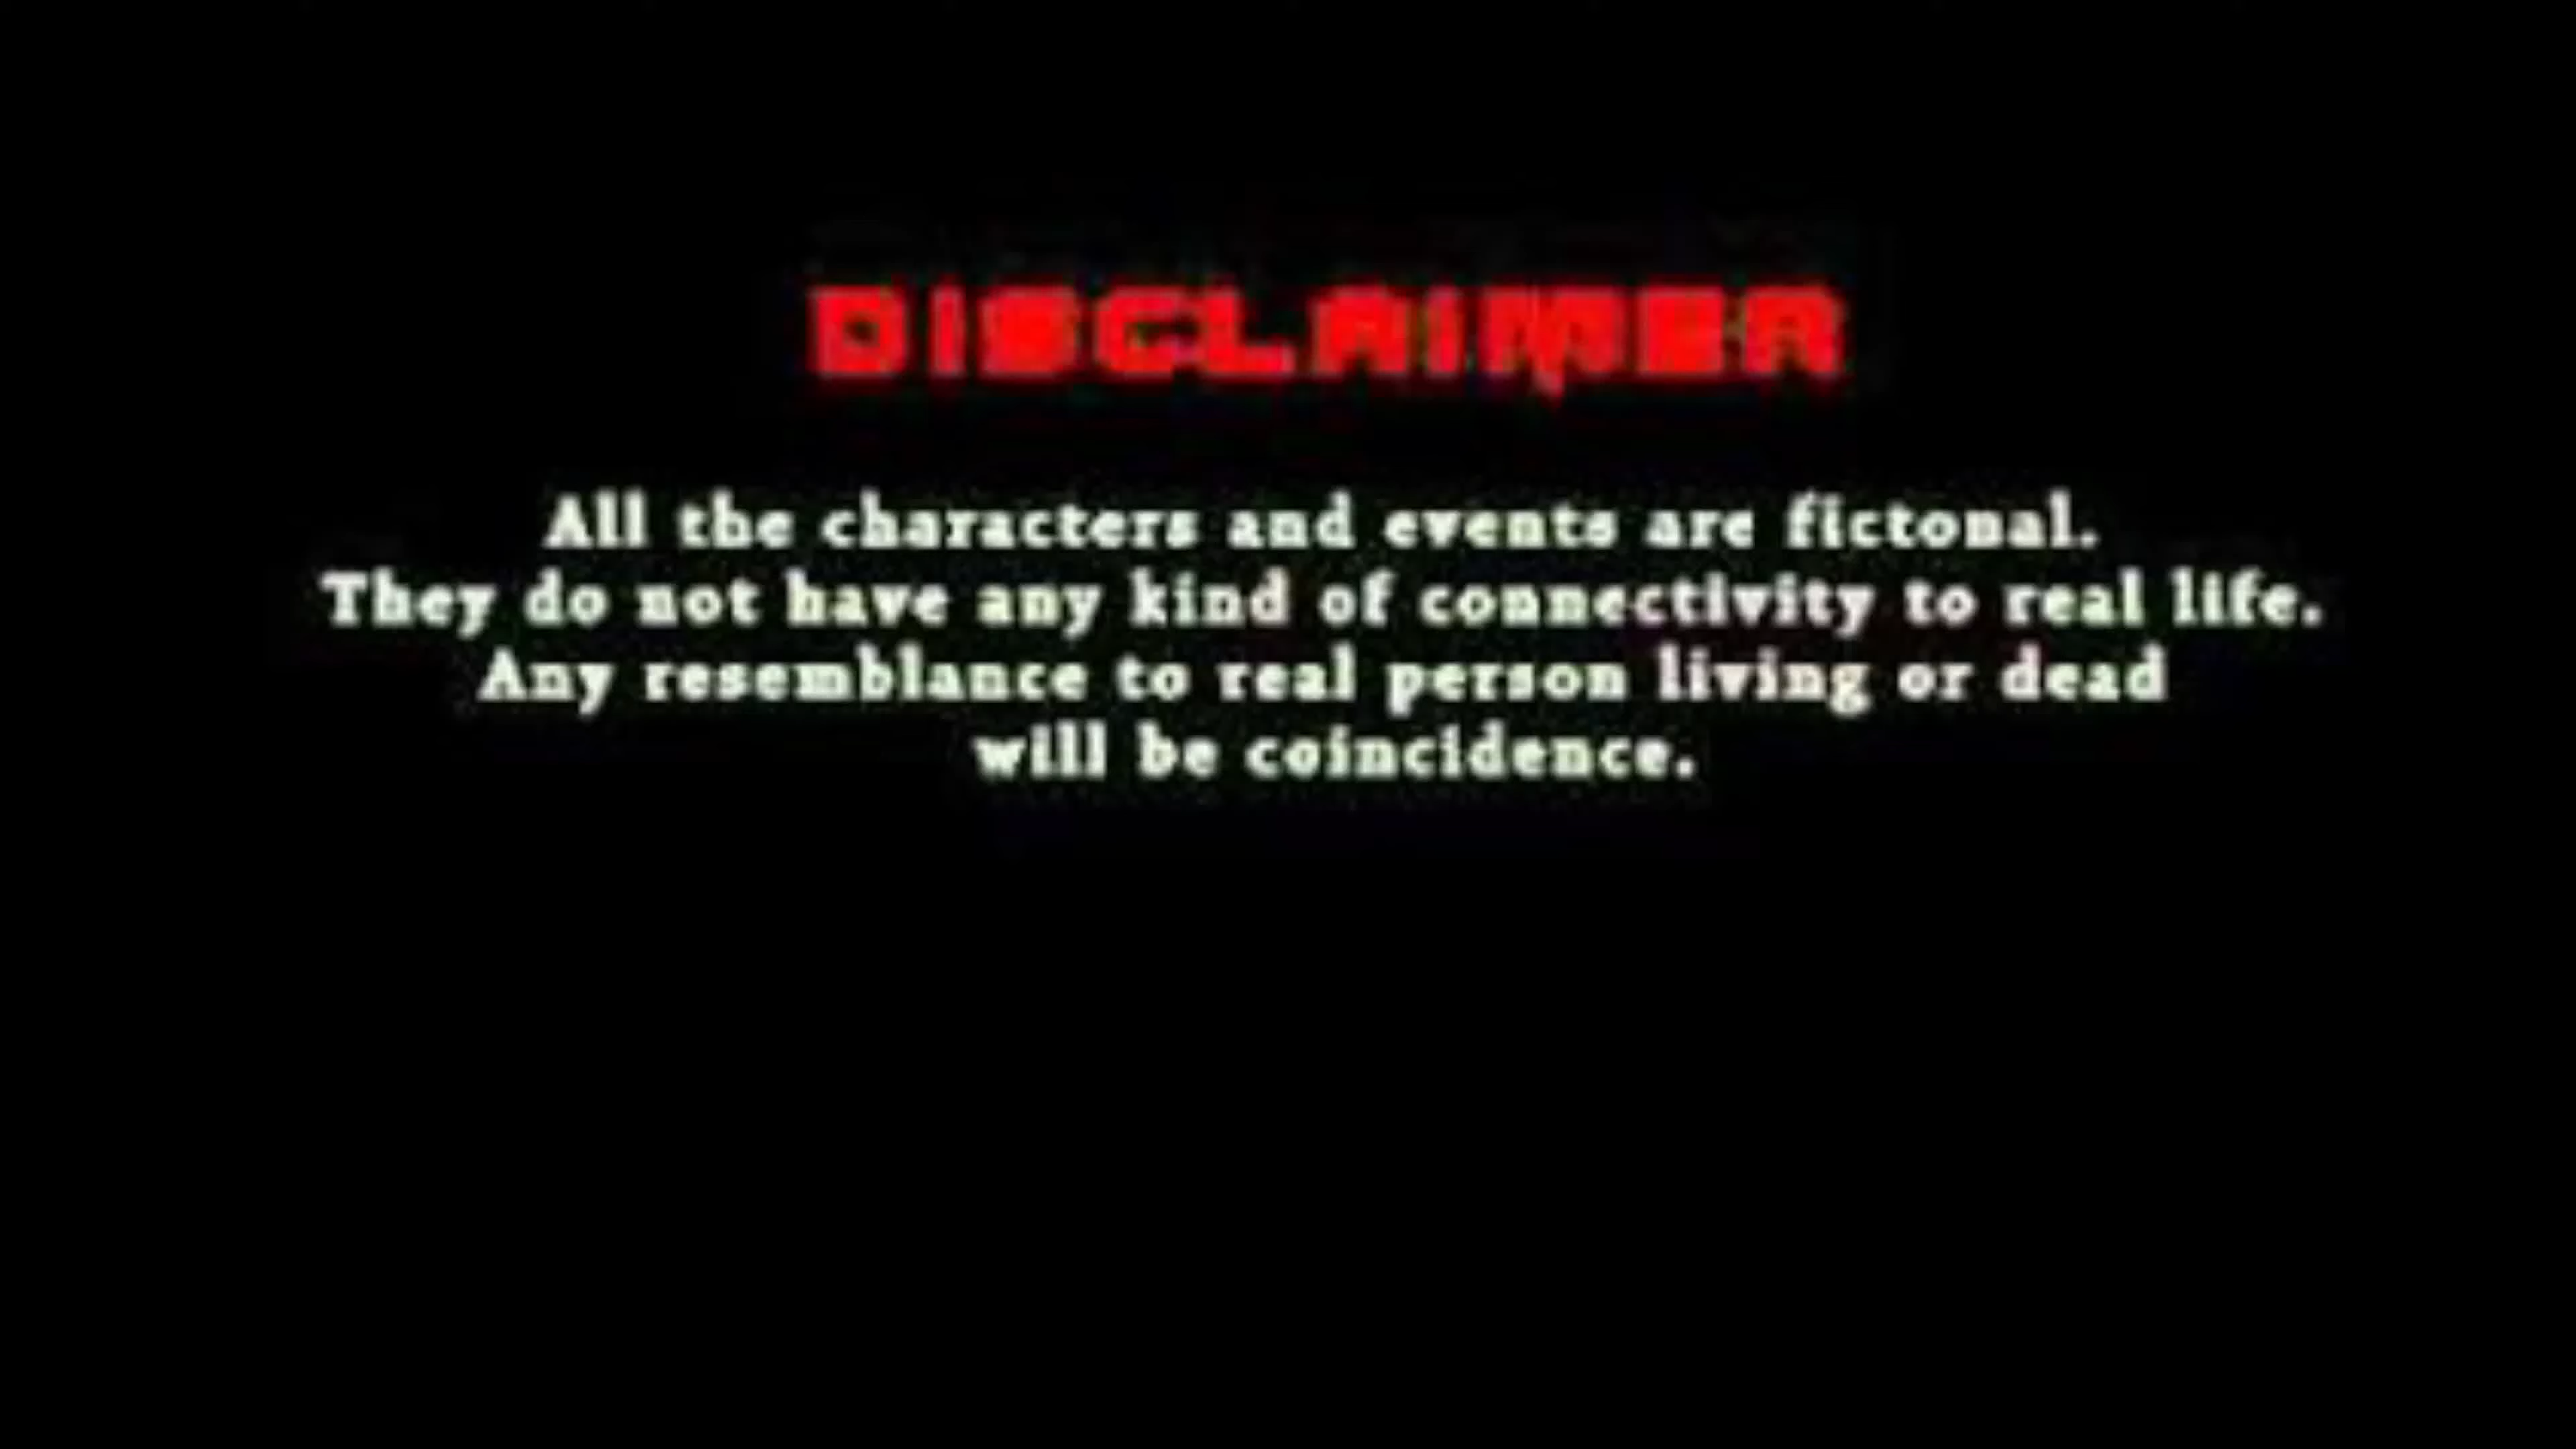 DISCLAIMER
All the characters and events are fictonal.
They do not have any kind of connectivity to real life.
Any resemblance to real person living or dead
will be coincidence.